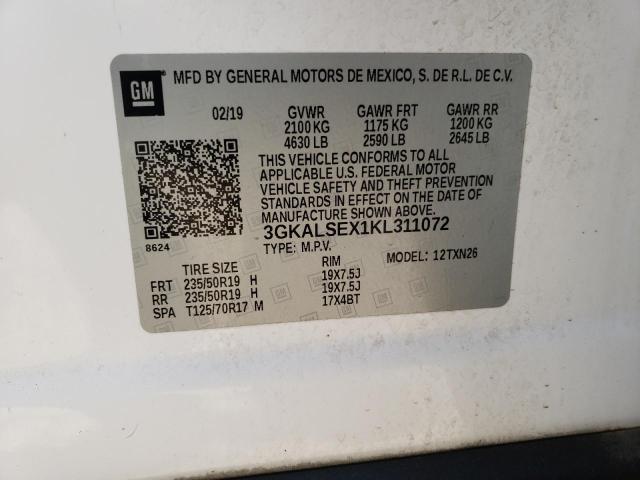 GM
MFD BY GENERAL MOTORS DE MEXICO, S. DE R.L. DE C.V.
02/19 GVWR GAWR FRT GAWR RR
2100 KG 1175 KG 1200 KG
4630 LB 2590 LB 2645 LB
THIS VEHICLE CONFORMS TO ALL
APPLICABLE U.S. FEDERAL MOTOR
VEHICLE SAFETY AND THEFT PREVENTION
STANDARDS IN EFFECT ON THE DATE OF
MANUFACTURE SHOWN ABOVE.
3GKALSEX1KL311072
8624 TYPE: M.P.V. MODEL: 12TXN26
TIRE SIZE RIM
FRT 235/50R19 H 19X7.5J
RR 235/50R19 H 19X7.5J
SPA T125/70R17 M 17X4BT